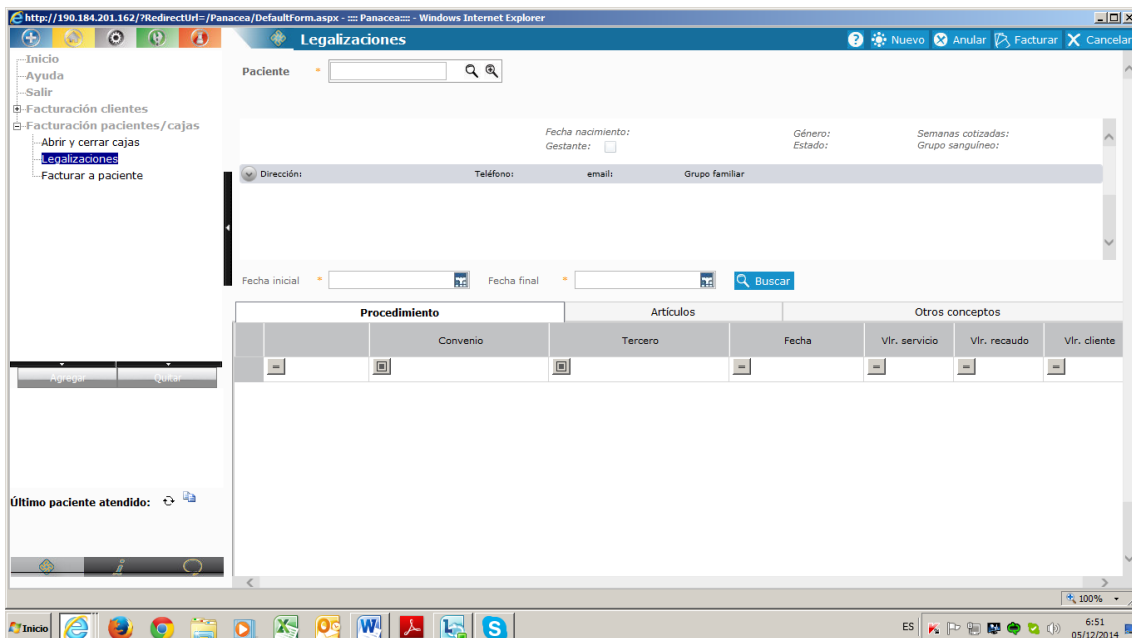 http://190.184.201.162/?RedirectUrl=/Panacea/DefaultForm.aspx - :::: Panacea:::: - Windows Internet Explorer
Legalizaciones
? Nuevo Anular Facturar Cancelar
Inicio
Ayuda
Salir
Facturación clientes
Facturación pacientes/cajas
Abrir y cerrar cajas
Legalizaciones
Facturar a paciente
Agregar Quitar
Último paciente atendido:
Paciente *
Fecha nacimiento: Género: Semanas cotizadas:
Gestante: Estado: Grupo sanguíneo:
Dirección: Teléfono: email: Grupo familiar
Fecha inicial * Fecha final * Buscar
Procedimiento Artículos Otros conceptos
Convenio Tercero Fecha Vlr. servicio Vlr. recaudo Vlr. cliente
100%
Inicio ES 6:51
05/12/2014